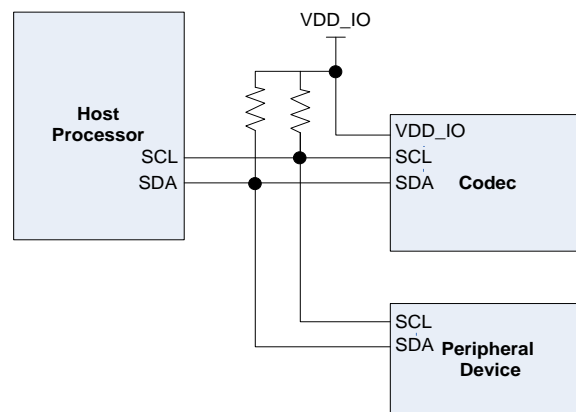 VDD_IO
Host
Processor
SCL
SDA
VDD_IO
SCL
SDA
Codec
SCL
SDA
Peripheral
Device